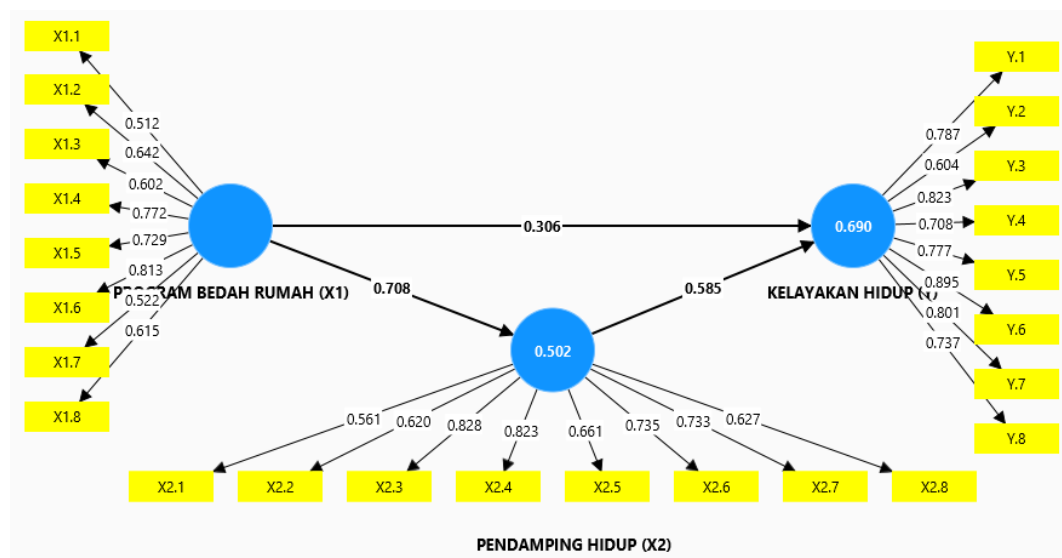 X1.1
X1.2
X1.3
X1.4
X1.5
X1.6
X1.7
X1.8
0.512
0.642
0.602
0.772
0.729
0.813
0.522
0.615
PROGRAM BEDAH RUMAH (X1)
0.306
0.708
0.585
0.690
KELAYAKAN HIDUP (Y)
0.787
0.604
0.823
0.708
0.777
0.895
0.801
0.737
Y.1
Y.2
Y.3
Y.4
Y.5
Y.6
Y.7
Y.8
0.502
0.561
0.620
0.828
0.823
0.661
0.735
0.733
0.627
X2.1
X2.2
X2.3
X2.4
X2.5
X2.6
X2.7
X2.8
PENDAMPING HIDUP (X2)